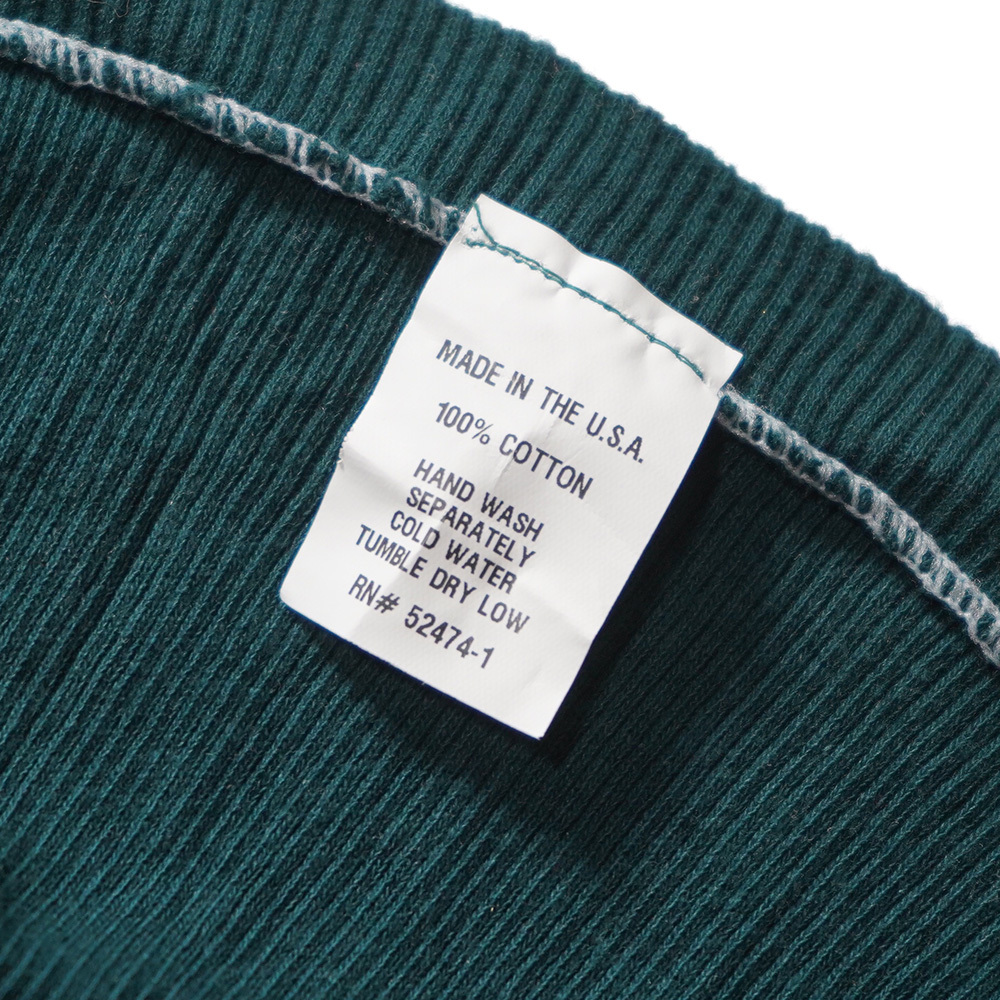 MADE IN THE U.S.A.
100% COTTON
HAND WASH
SEPARATELY
COLD WATER
TUMBLE DRY LOW
RN# 52474-1